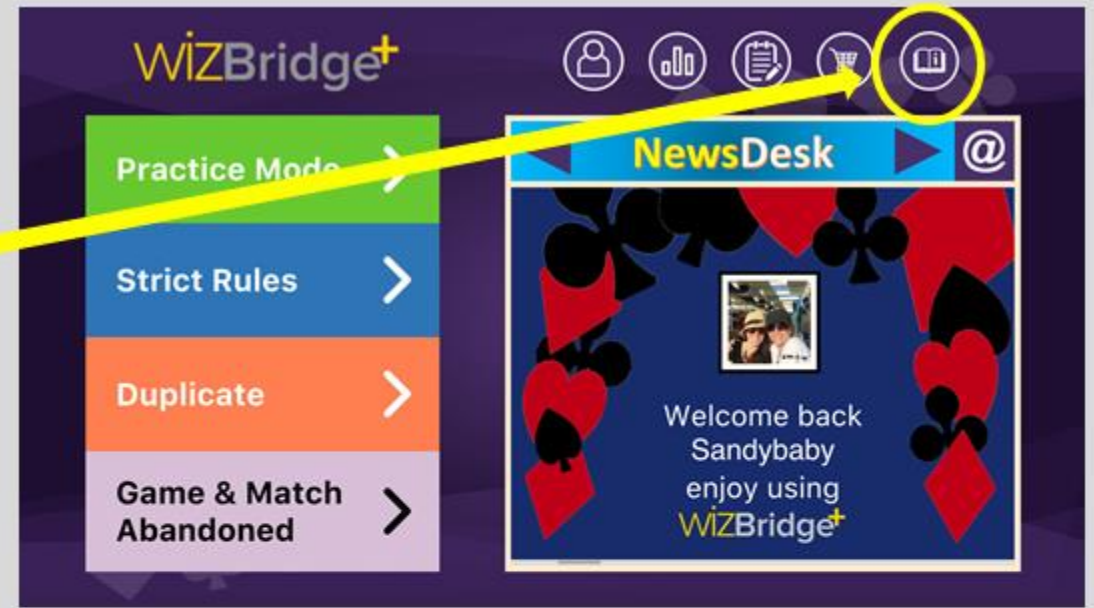 WiZBridge+
Practice Mode
Strict Rules
Duplicate
Game & Match
Abandoned
NewsDesk
@
Welcome back
Sandybaby
enjoy using
WiZBridge+